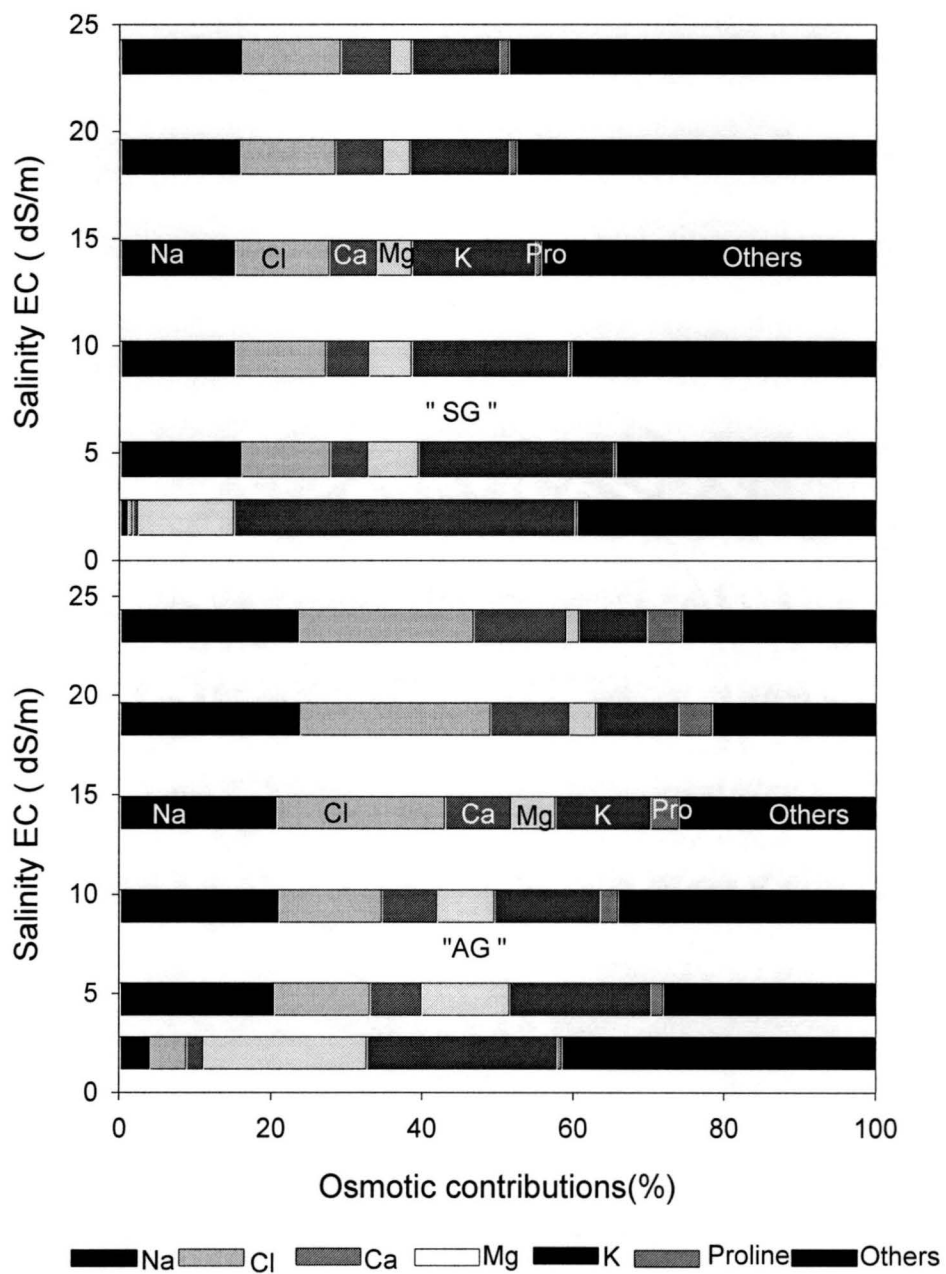 25
20
15
10
5
0
Salinity EC ( dS/m)
Na Cl Ca Mg K Pro Others
" SG "
25
20
15
10
5
0
Salinity EC ( dS/m)
Na Cl Ca Mg K Pro Others
"AG "
0 20 40 60 80 100
Osmotic contributions(%)
Na Cl Ca Mg K Proline Others